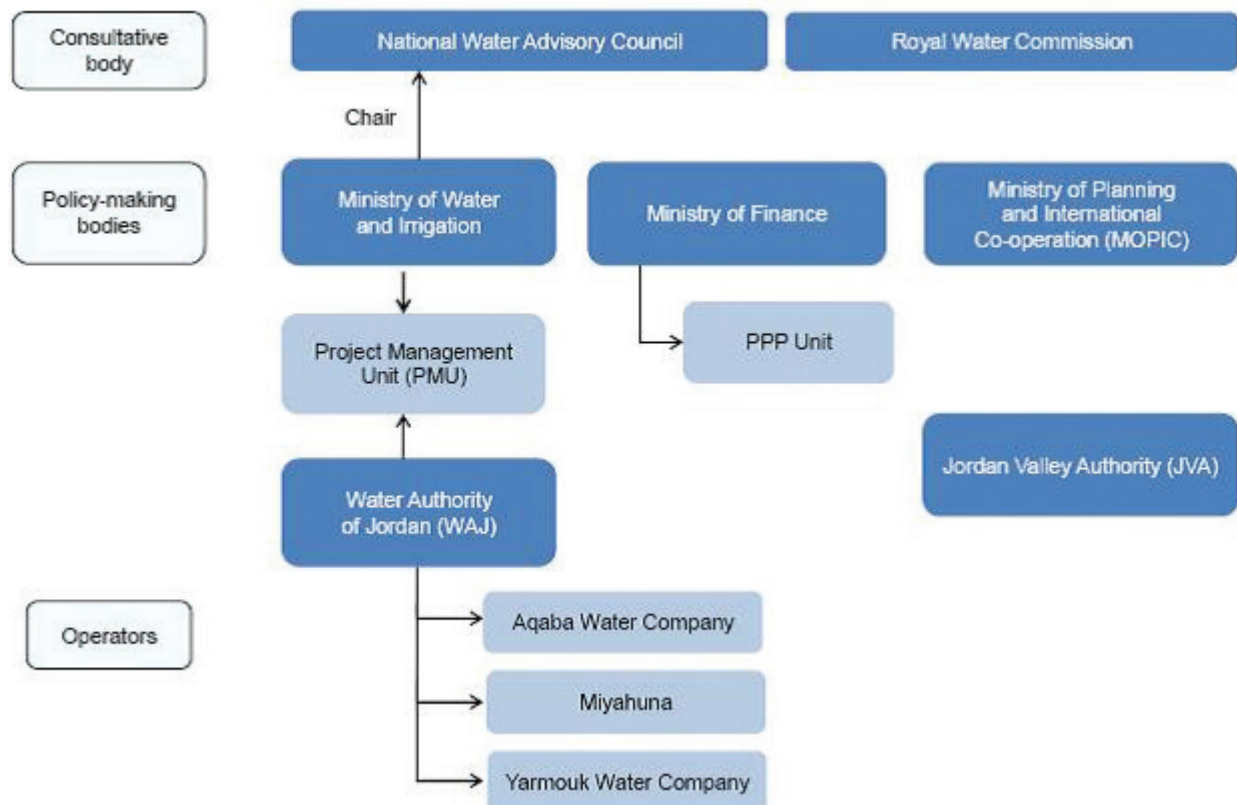 Consultative
body
National Water Advisory Council
Royal Water Commission
Chair
Policy-making
bodies
Ministry of Water
and Irrigation
Ministry of Finance
Ministry of Planning
and International
Co-operation (MOPIC)
Project Management
Unit (PMU)
PPP Unit
Jordan Valley Authority (JVA)
Water Authority
of Jordan (WAJ)
Operators
Aqaba Water Company
Miyahuna
Yarmouk Water Company